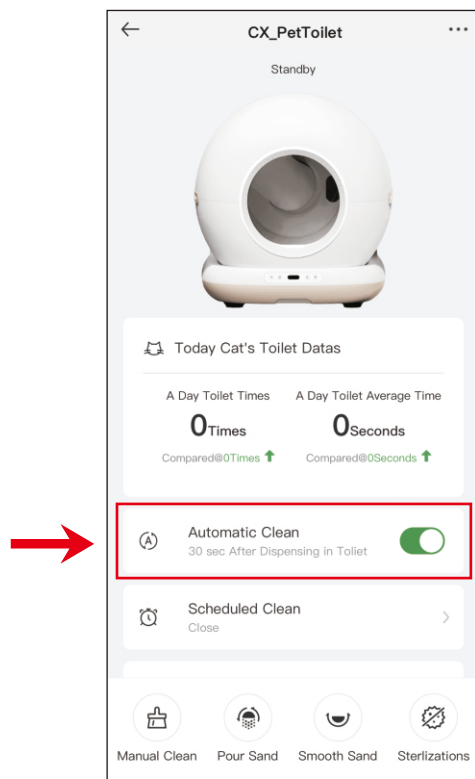 CX_PetToilet
Standby
Today Cat's Toilet Datas
A Day Toilet Times A Day Toilet Average Time
0Times 0Seconds
Compared@0Times Compared@0Seconds
A
Automatic Clean
30 sec After Dispensing in Toliet
Scheduled Clean
Close
Manual Clean Pour Sand Smooth Sand Sterlizations